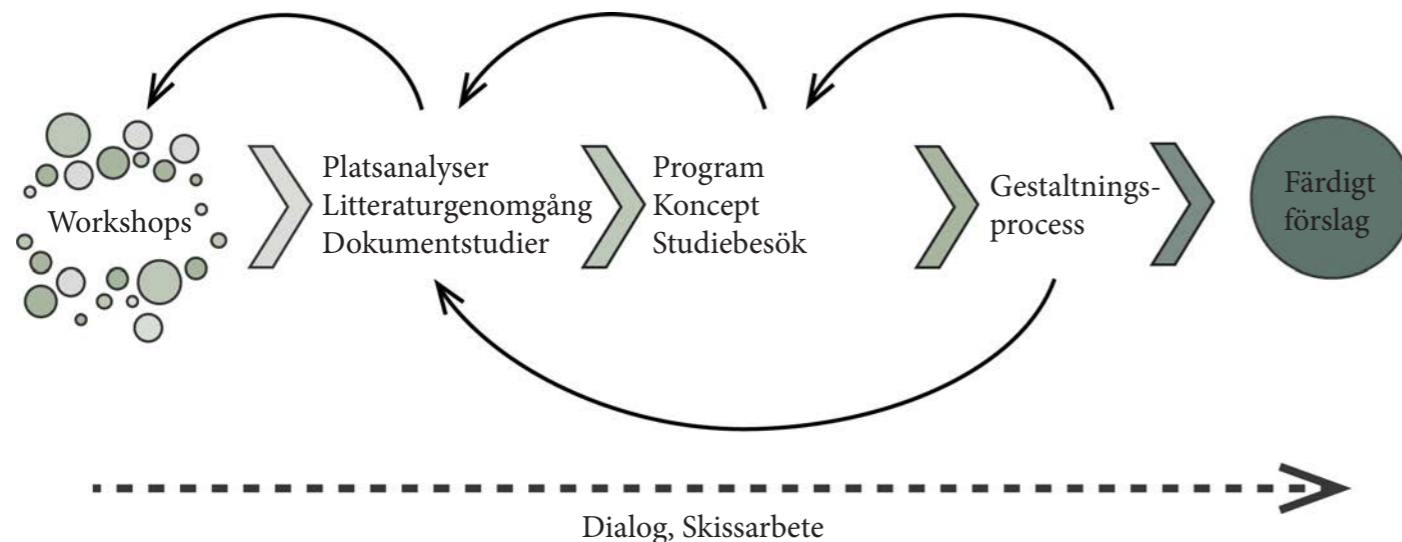 Workshops
Platsanalyser
Litteraturgenomgång
Dokumentstudier
Program
Koncept
Studiebesök
Gestaltnings-
process
Färdigt
förslag
Dialog, Skissarbete